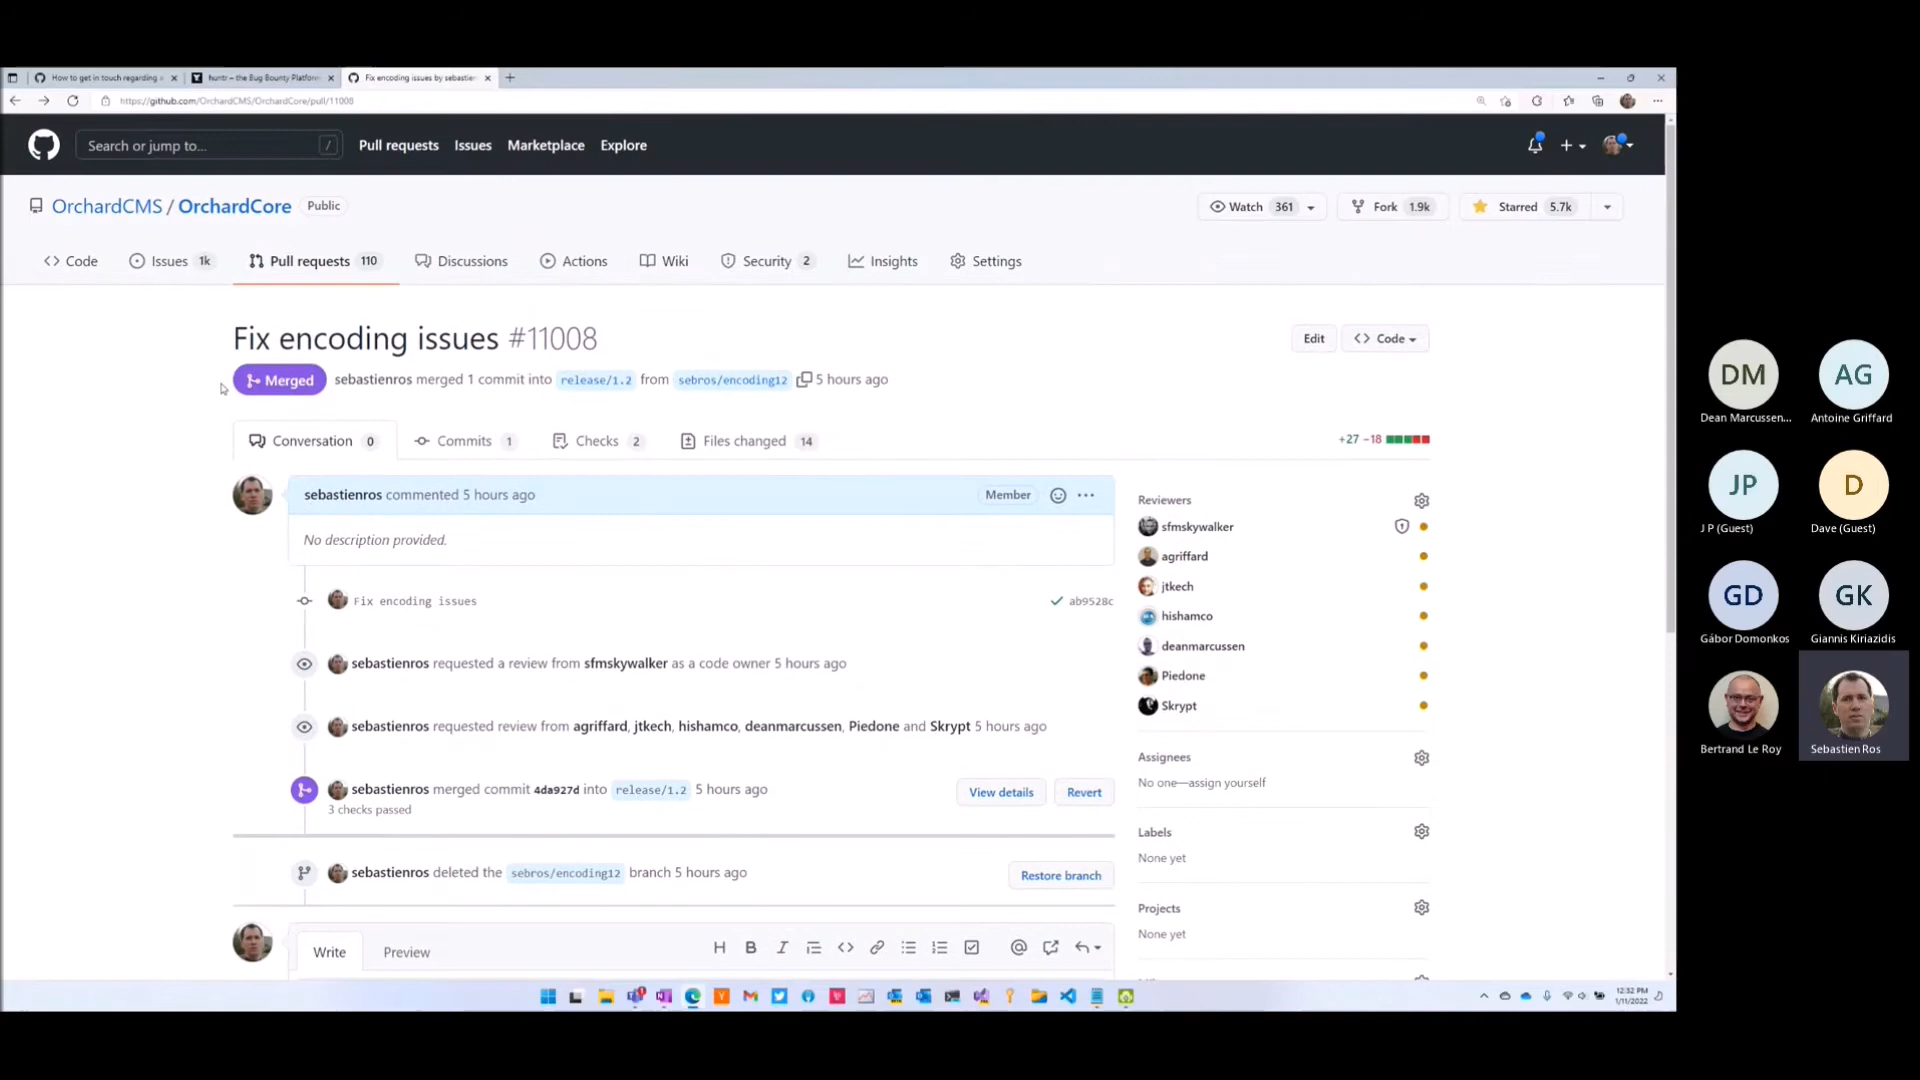 How to get in touch regarding a
huntr – the Bug Bounty Platform
Fix encoding issues by sebastien
https://github.com/OrchardCMS/OrchardCore/pull/11008
Search or jump to... /
Pull requests Issues Marketplace Explore
OrchardCMS / OrchardCore Public
Watch 361 Fork 1.9k Starred 5.7k
Code Issues 1k Pull requests 110 Discussions Actions Wiki Security 2 Insights Settings
Fix encoding issues #11008
Edit <> Code
Merged sebastienros merged 1 commit into release/1.2 from sebros/encoding12 5 hours ago
Conversation 0 Commits 1 Checks 2 Files changed 14
+27 −18
sebastienros commented 5 hours ago Member ...
No description provided.
Fix encoding issues ab9528c
sebastienros requested a review from sfmskywalker as a code owner 5 hours ago
sebastienros requested review from agriffard, jtkech, hishamco, deanmarcussen, Piedone and Skrypt 5 hours ago
sebastienros merged commit 4da927d into release/1.2 5 hours ago
3 checks passed
View details Revert
sebastienros deleted the sebros/encoding12 branch 5 hours ago
Restore branch
Write Preview
H B I
Reviewers
sfmskywalker
agriffard
jtkech
hishamco
deanmarcussen
Piedone
Skrypt
Assignees
No one—assign yourself
Labels
None yet
Projects
None yet
12:32 PM
1/11/2022
DM
Dean Marcussen...
AG
Antoine Griffard
JP
J P (Guest)
D
Dave (Guest)
GD
Gábor Domonkos
GK
Giannis Kiriazidis
Bertrand Le Roy
Sebastien Ros